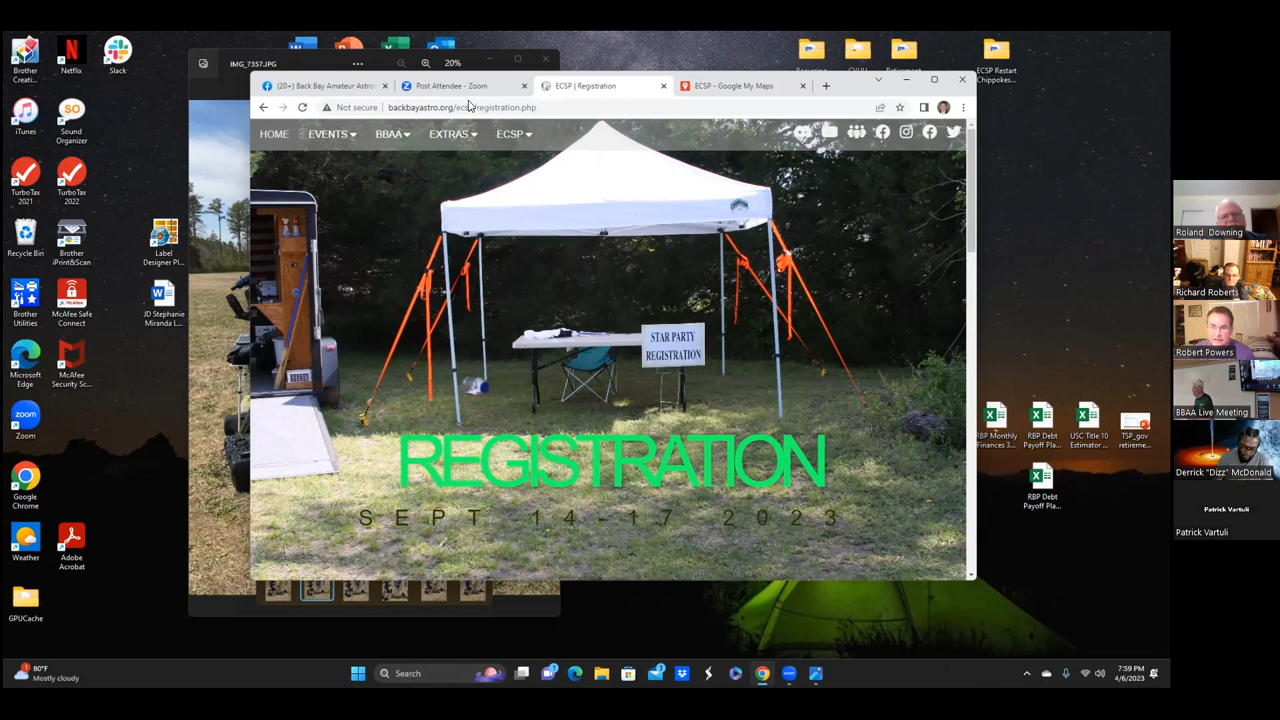 Brother
Creati...
Netflix
Slack
iTunes
Sound
Organizer
TurboTax
2021
TurboTax
2022
Recycle Bin
Brother
iPrint&Scan
Label
Designer Pl...
Brother
Utilities
McAfee Safe
Connect
JD Stephanie
Miranda L...
Microsoft
Edge
McAfee
Security Sc...
Zoom
Google
Chrome
Weather
Adobe
Acrobat
GPUCache
IMG_7357.JPG
20%
(20+) Back Bay Amateur Astron
Post Attendee - Zoom
ECSP | Registration
ECSP - Google My Maps
Not secure
backbayastro.org/ecsp/registration.php
HOME
EVENTS
BBAA
EXTRAS
ECSP
STAR PARTY
REGISTRATION
REGISTRATION
SEPT 14-17 2023
ECSP Restart
Chippokes...
RBP Monthly
Finances 3...
RBP Debt
Payoff Pla...
USC Title 10
Estimator ...
TSP_gov
retireme...
RBP Debt
Payoff Pla...
Roland Downing
Richard Roberts
Robert Powers
BBAA Live Meeting
Derrick "Dizz" McDonald
Patrick Vartuli
Patrick Vartuli
80°F
Mostly cloudy
Search
7:59 PM
4/6/2023